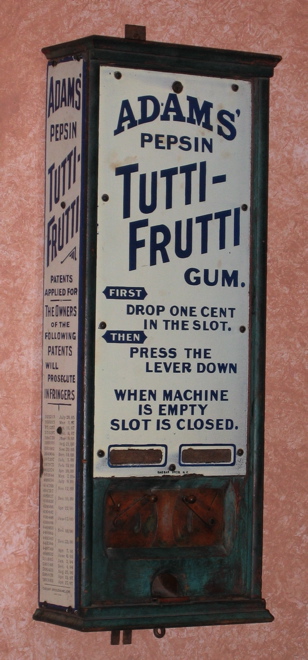 ADAMS'
PEPSIN
TUTTI-
FRUTTI
PATENTS
APPLIED FOR
THE OWNERS
OF THE
FOLLOWING
PATENTS
WILL
PROSECUTE
INFRINGERS
ADAMS'
PEPSIN
TUTTI-
FRUTTI
GUM.
FIRST
DROP ONE CENT
IN THE SLOT.
THEN
PRESS THE
LEVER DOWN
WHEN MACHINE
IS EMPTY
SLOT IS CLOSED.